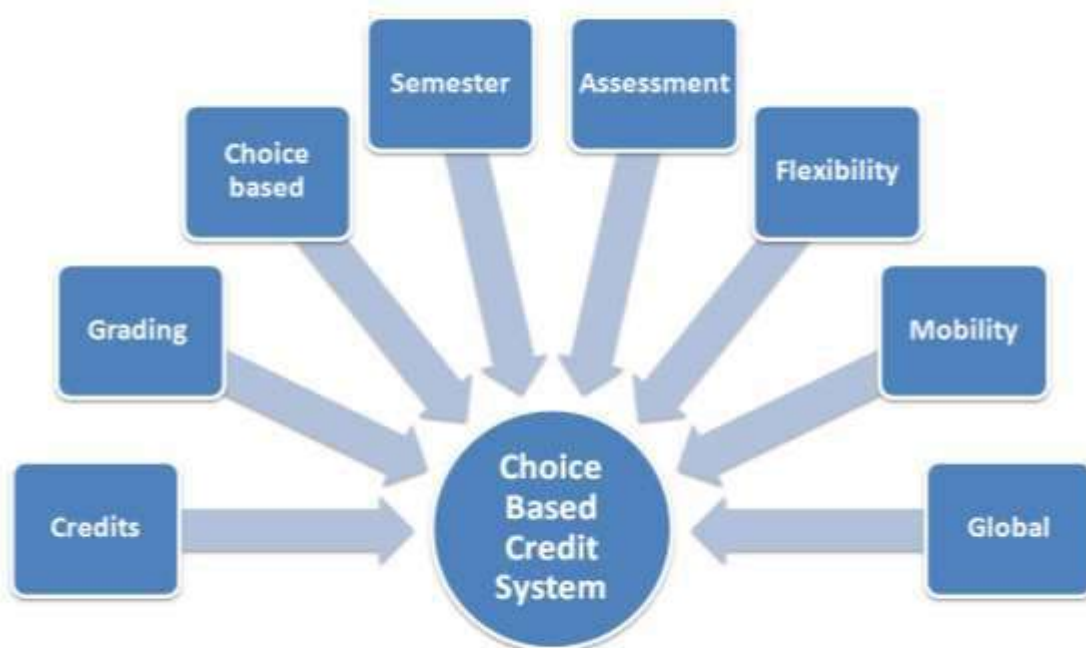 Semester
Assessment
Choice
based
Flexibility
Grading
Mobility
Credits
Global
Choice
Based
Credit
System